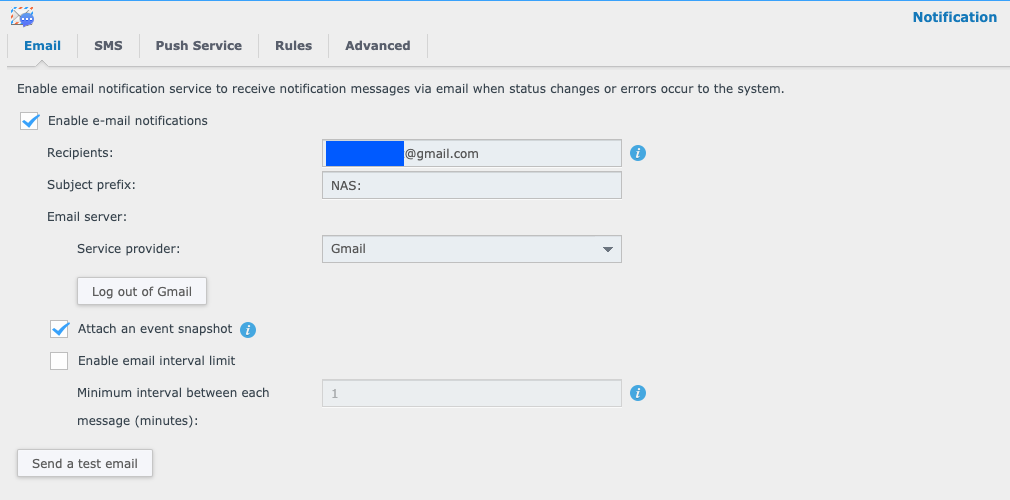 Notification
Email SMS Push Service Rules Advanced
Enable email notification service to receive notification messages via email when status changes or errors occur to the system.
Enable e-mail notifications
Recipients: @gmail.com
Subject prefix: NAS:
Email server:
Service provider: Gmail
Log out of Gmail
Attach an event snapshot
Enable email interval limit
Minimum interval between each 1
message (minutes):
Send a test email